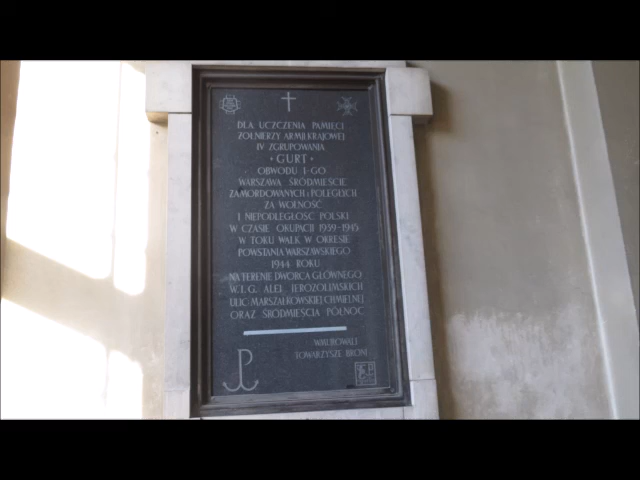 DLA UCZCZENIA PAMIĘCI
ŻOŁNIERZY ARMII KRAJOWEJ
IV ZGRUPOWANIA
• GURT •
OBWODU I-GO
WARSZAWA ŚRÓDMIEŚCIE
ZAMORDOWANYCH I POLEGŁYCH
ZA WOLNOŚĆ
I NIEPODLEGŁOŚĆ POLSKI
W CZASIE OKUPACJI 1939-1945
W TOKU WALK W OKRESIE
POWSTANIA WARSZAWSKIEGO
1944 ROKU
NA TERENIE DWORCA GŁÓWNEGO
W.I.G. ALEJ JEROZOLIMSKICH
ULIC MARSZAŁKOWSKIEJ CHMIELNEJ
ORAZ ŚRÓDMIEŚCIA PÓŁNOC
WMUROWALI
TOWARZYSZE BRONI